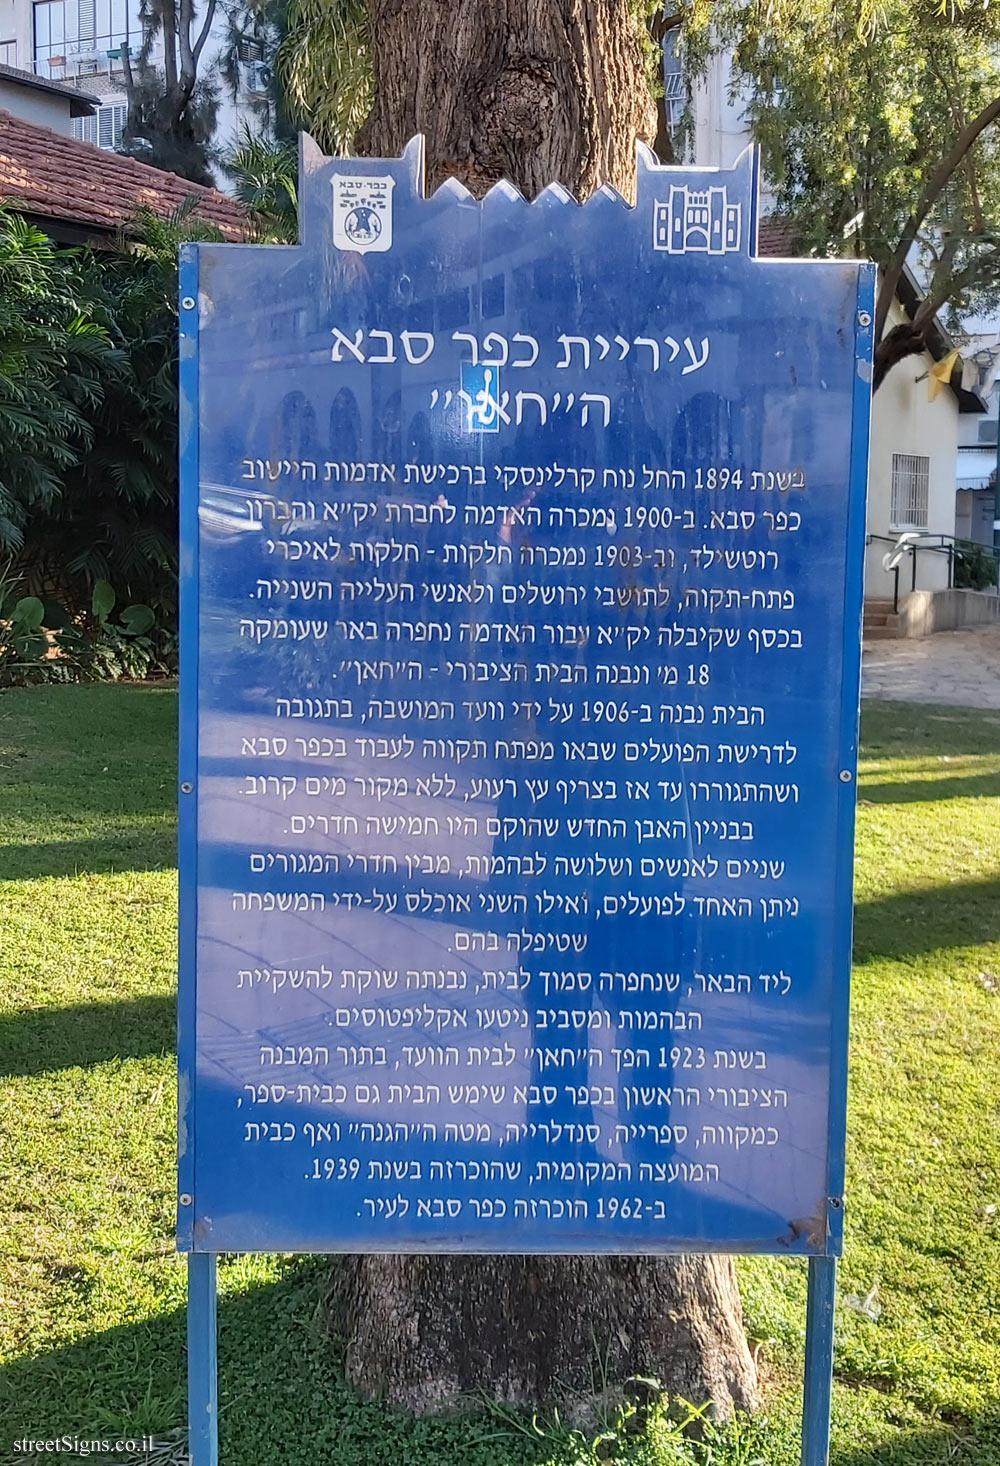 כפר-סבא
עיריית כפר סבא
ה״חאן״
בשנת 1894 החל נוח קרלינסקי ברכישת אדמות היישוב
כפר סבא. ב-1900 נמכרה האדמה לחברת יק״א והברון
רוטשילד, וב-1903 נמכרה חלקות - חלקות לאיכרי
פתח-תקוה, לתושבי ירושלים ולאנשי העלייה השנייה.
בכסף שקיבלה יק״א עבור האדמה נחפרה באר שעומקה
18 מ׳ ונבנה הבית הציבורי - ה״חאן״.
הבית נבנה ב-1906 על ידי וועד המושבה, בתגובה
לדרישת הפועלים שבאו מפתח תקווה לעבוד בכפר סבא
ושהתגוררו עד אז בצריף עץ רעוע, ללא מקור מים קרוב.
בבניין האבן החדש שהוקם היו חמישה חדרים.
שניים לאנשים ושלושה לבהמות, מבין חדרי המגורים
ניתן האחד לפועלים, ואילו השני אוכלס על-ידי המשפחה
שטיפלה בהם.
ליד הבאר, שנחפרה סמוך לבית, נבנתה שוקת להשקיית
הבהמות ומסביב ניטעו אקליפטוסים.
בשנת 1923 הפך ה״חאן״ לבית הוועד, בתור המבנה
הציבורי הראשון בכפר סבא שימש הבית גם כבית-ספר,
כמקווה, ספרייה, סנדלרייה, מטה ה״הגנה״ ואף כבית
המועצה המקומית, שהוכרזה בשנת 1939.
ב-1962 הוכרזה כפר סבא לעיר.
streetSigns.co.il